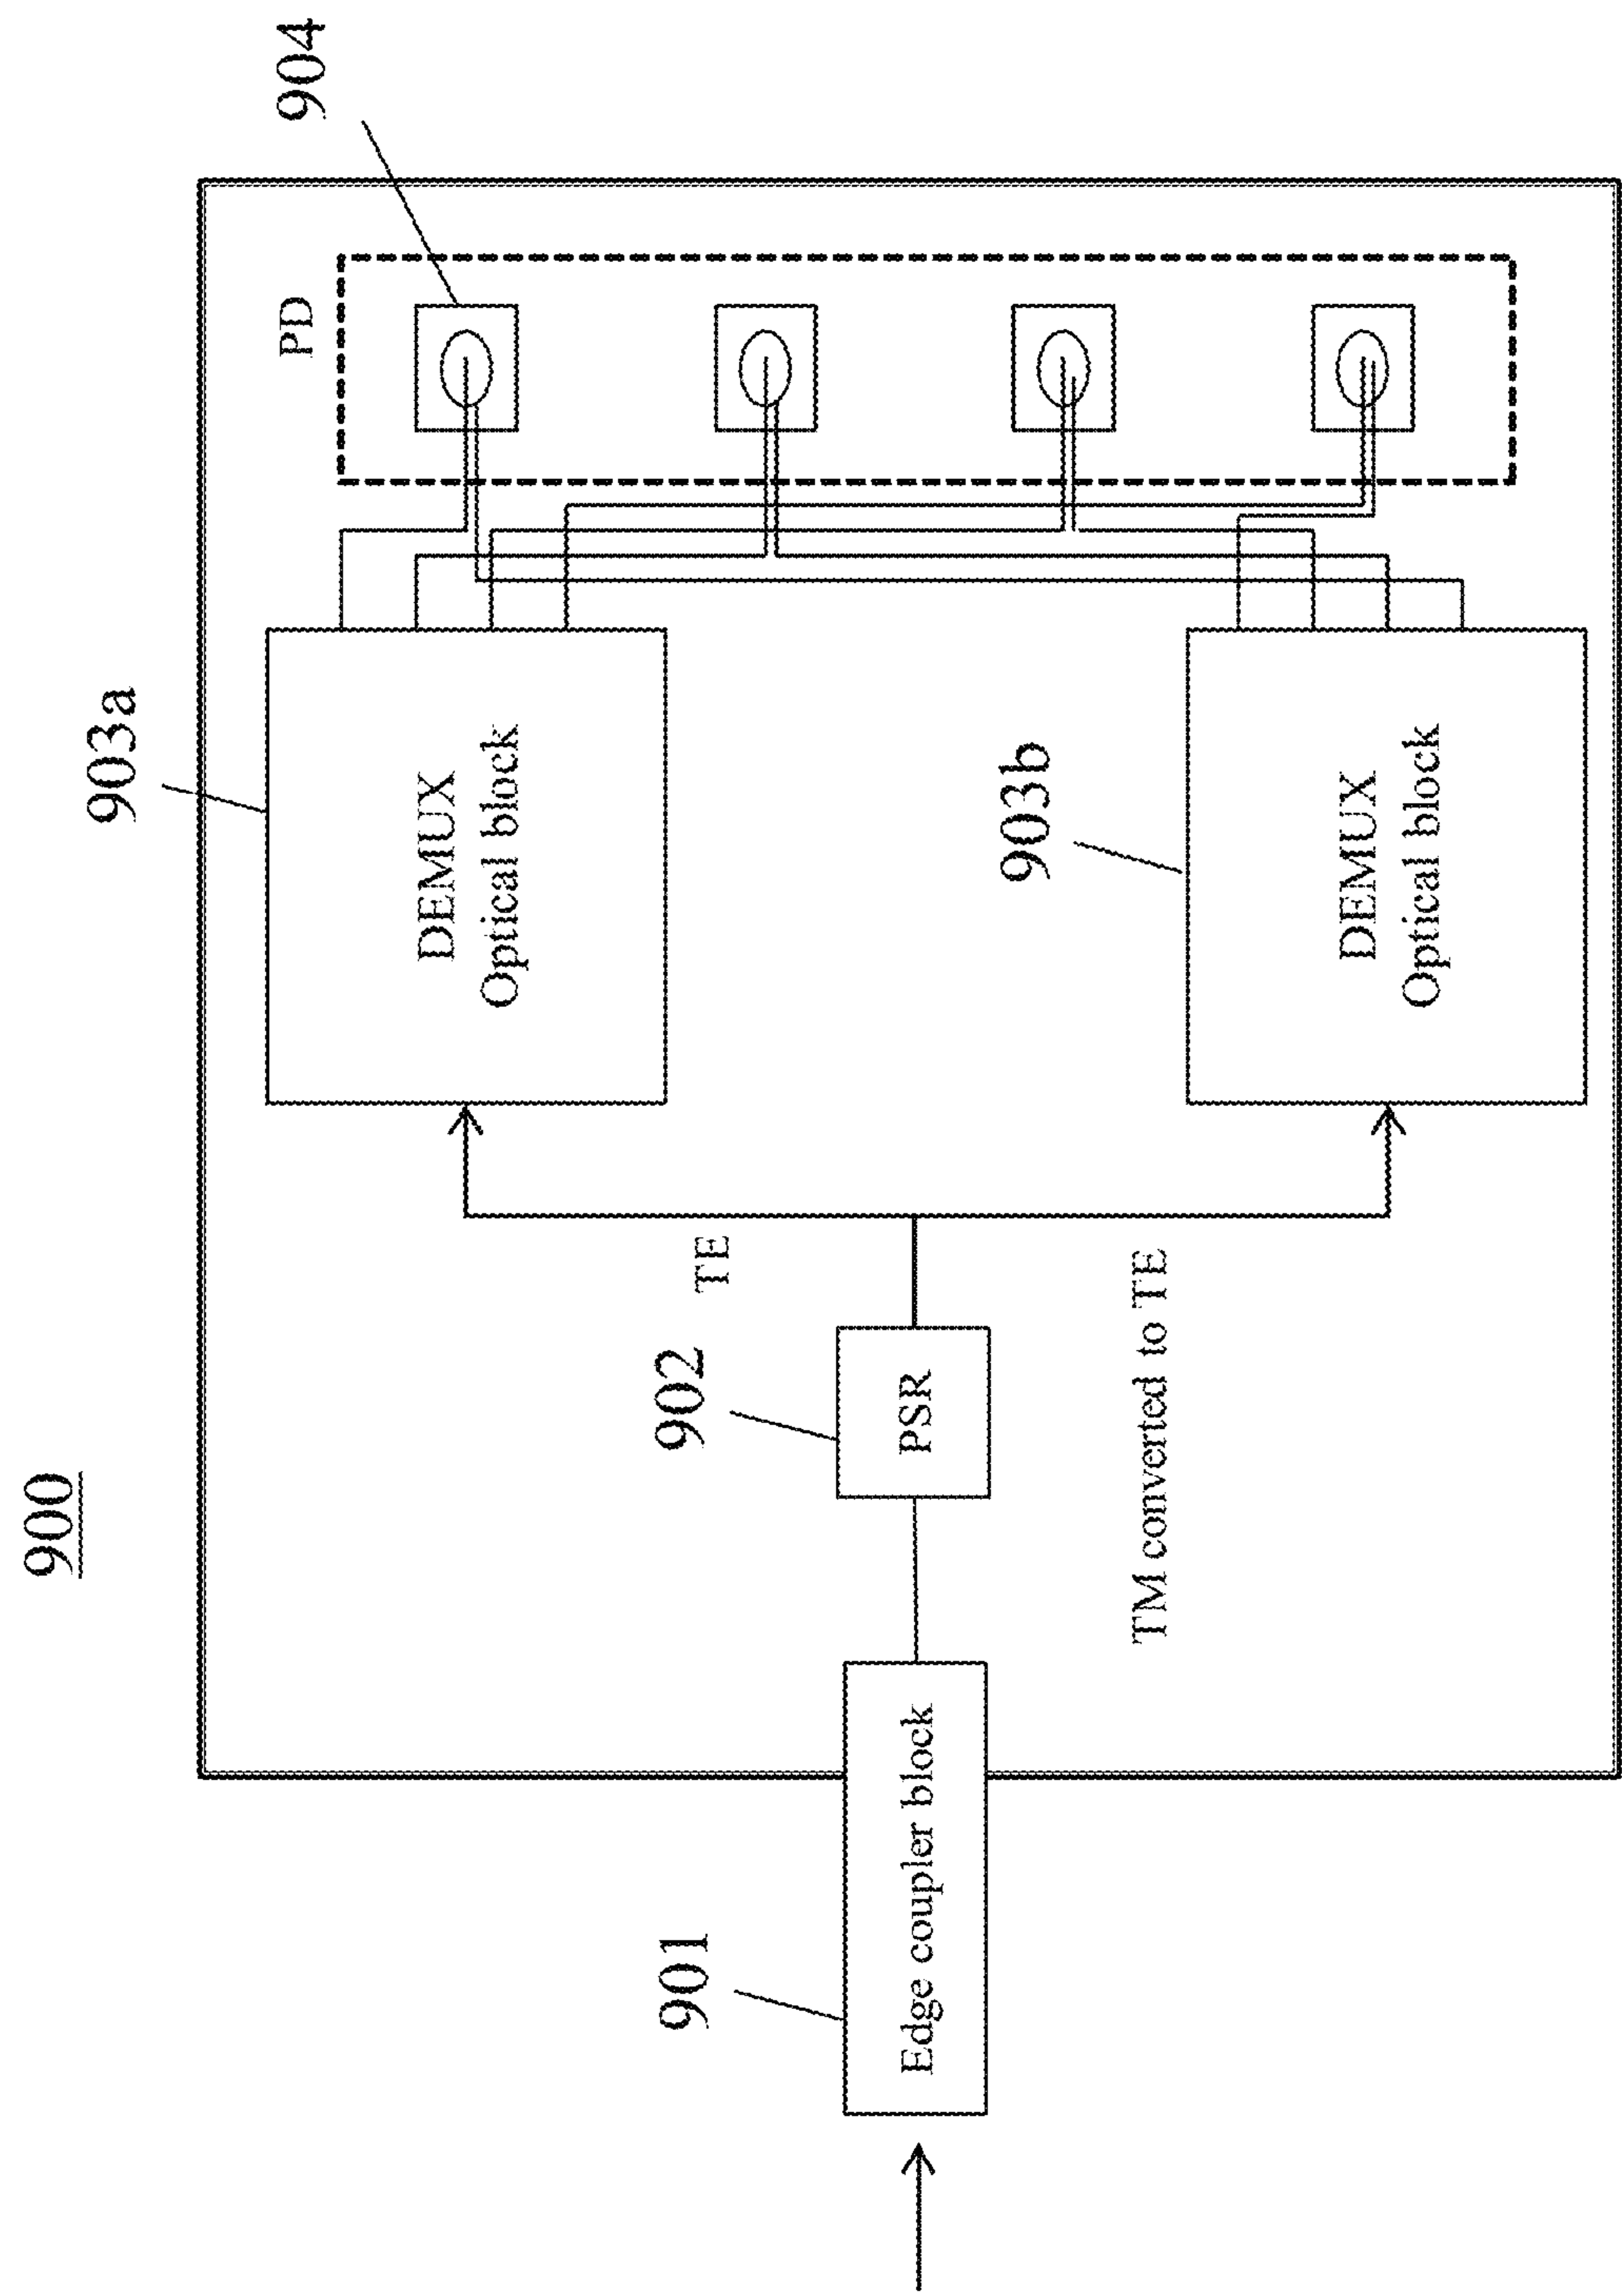 900
901
Edge coupler block
902
PSR
TE
TM converted to TE
903a
DEMUX
Optical block
903b
DEMUX
Optical block
PD
904